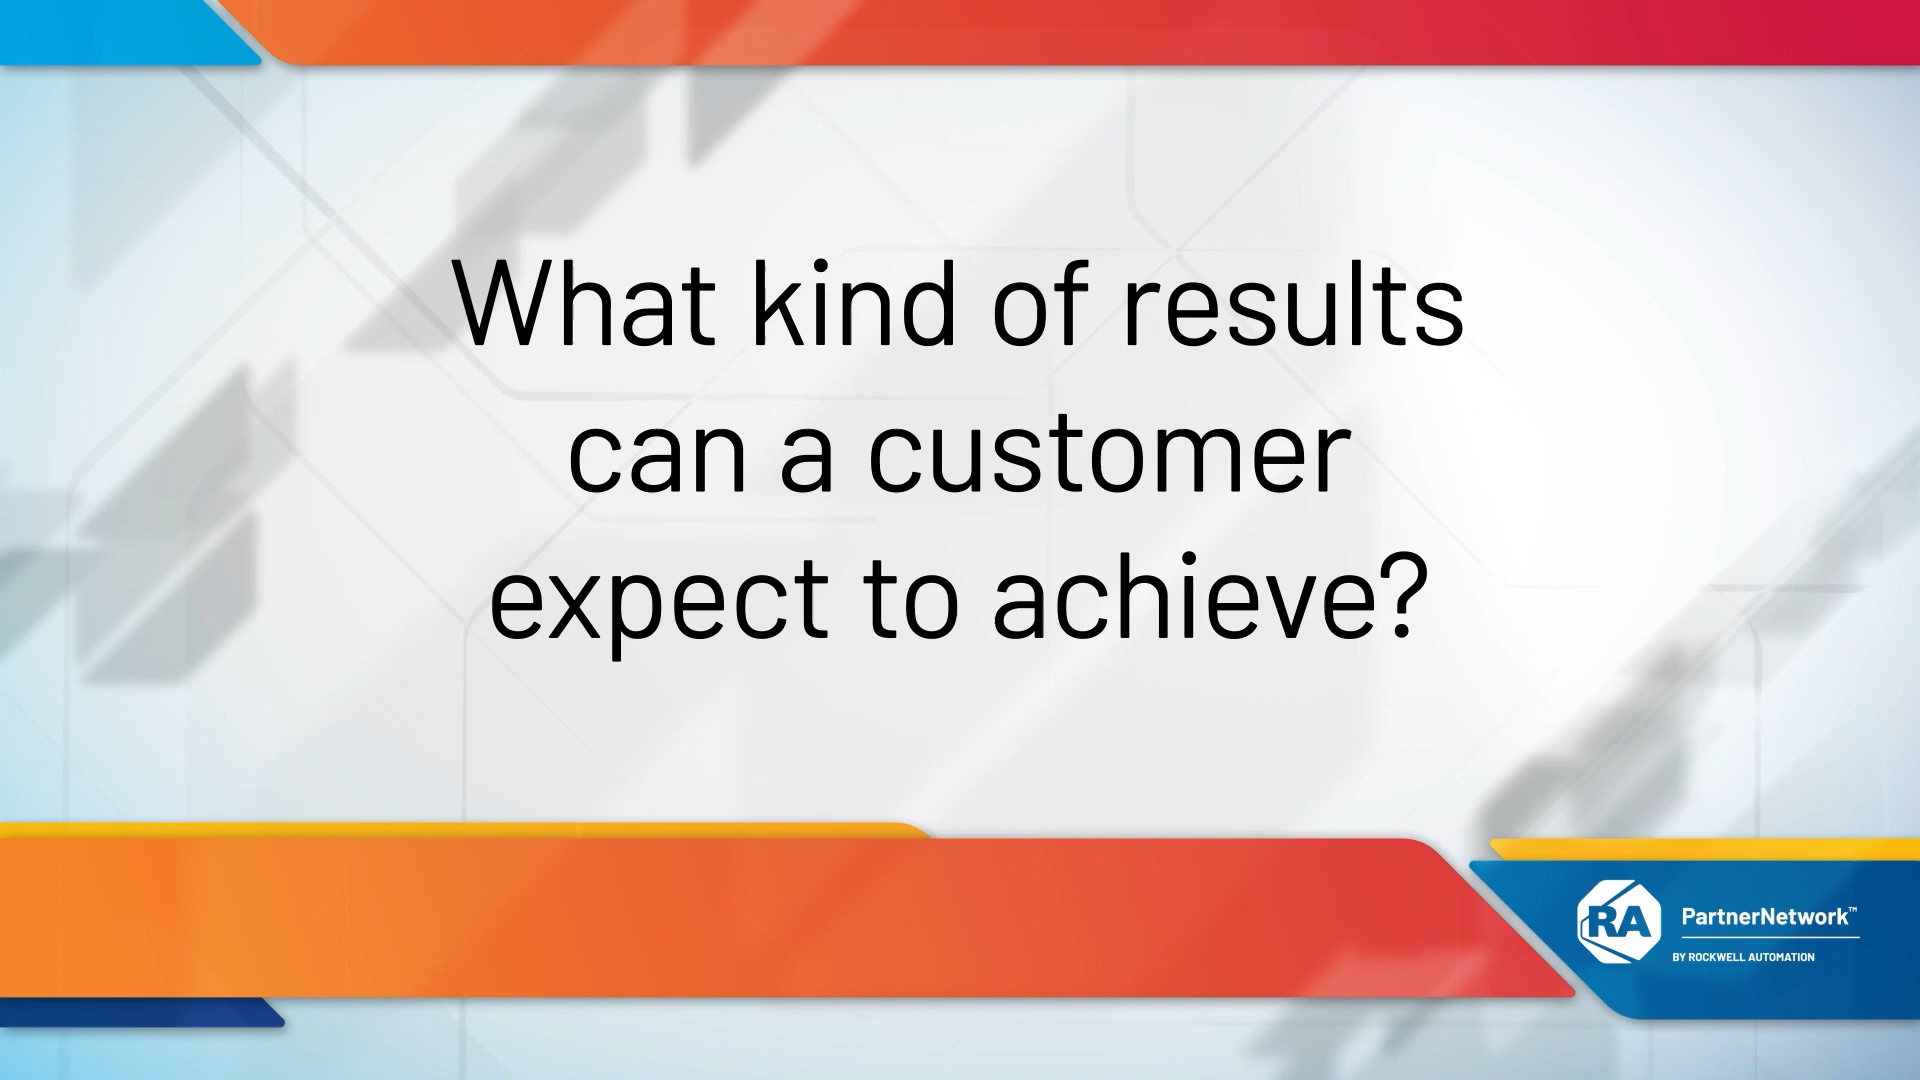 What kind of results
can a customer
expect to achieve?
RA
PartnerNetwork™
BY ROCKWELL AUTOMATION